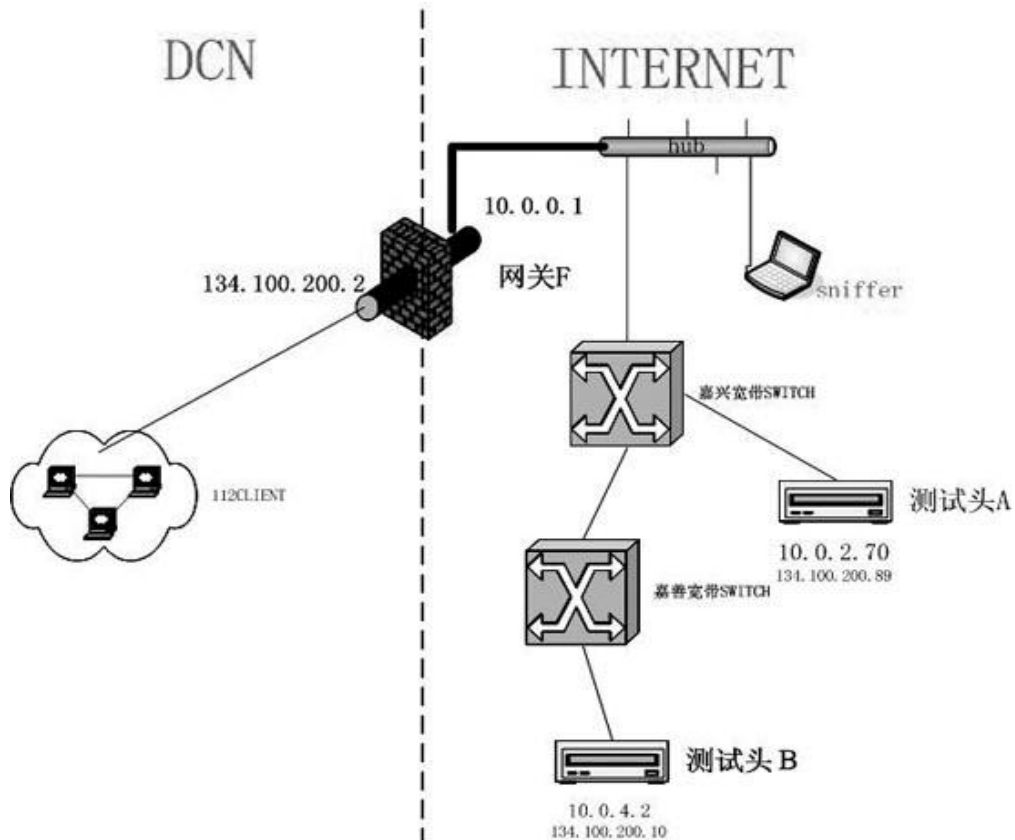 DCN
INTERNET
hub
10.0.0.1
网关F
134.100.200.2
sniffer
嘉兴宽带SWITCH
112CLIENT
测试头A
10.0.2.70
134.100.200.89
嘉善宽带SWITCH
测试头B
10.0.4.2
134.100.200.10